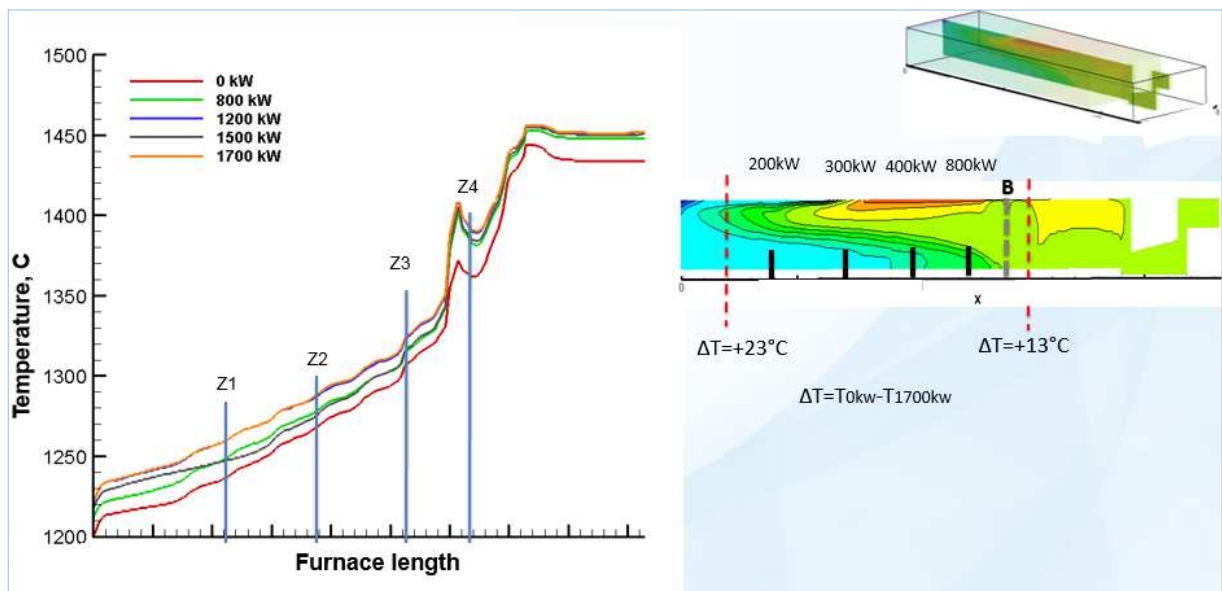 1500
1450
1400
1350
1300
1250
1200
Temperature, C
0 kW
800 kW
1200 kW
1500 kW
1700 kW
Z1
Z2
Z3
Z4
Furnace length
200kW 300kW 400kW 800kW
B
0
x
ΔT=+23°C ΔT=+13°C
ΔT=T0kw-T1700kw